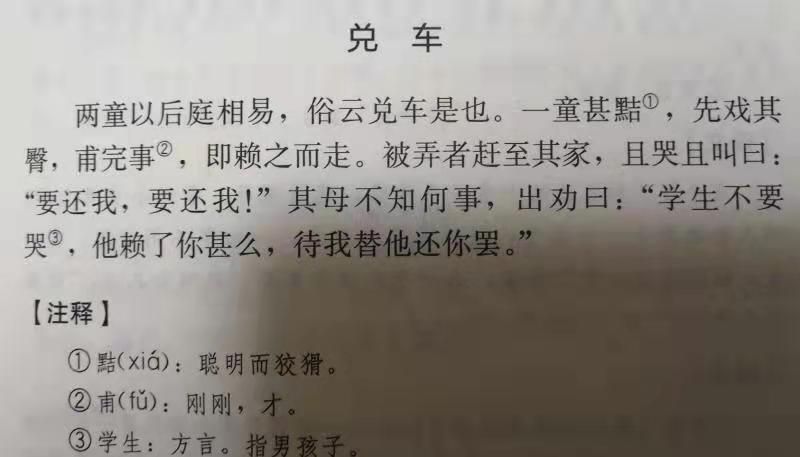 兑 车
两童以后庭相易，俗云兑车是也。一童甚黠①，先戏其
臀，甫完事②，即赖之而走。被弄者赶至其家，且哭且叫曰：
“要还我，要还我！”其母不知何事，出劝曰：“学生不要
哭③，他赖了你甚么，待我替他还你罢。”
【注释】
①黠(xiá)：聪明而狡猾。
②甫(fǔ)：刚刚，才。
③学生：方言。指男孩子。